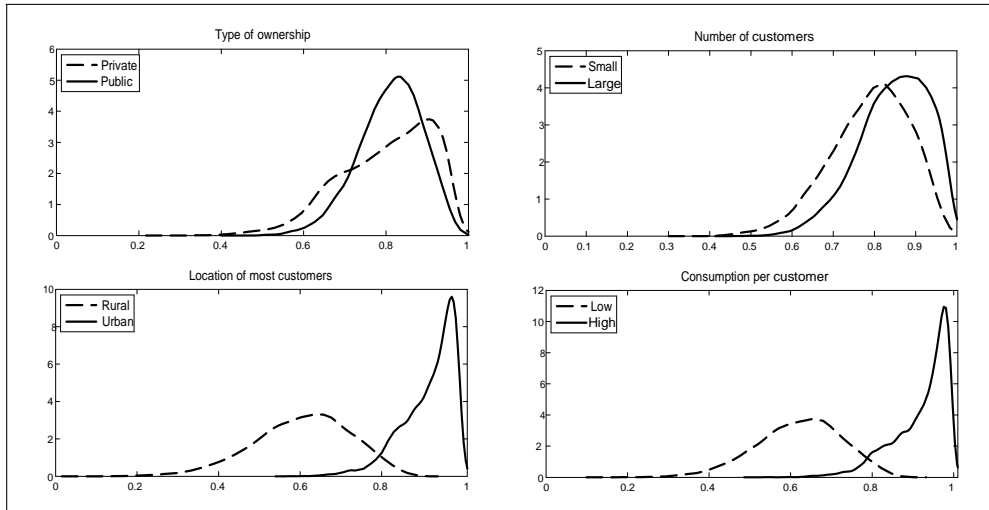 Type of ownership
6
5
4
3
2
1
0
Private
Public
0 0.2 0.4 0.6 0.8 1
Number of customers
5
4
3
2
1
0
Small
Large
0 0.1 0.2 0.3 0.4 0.5 0.6 0.7 0.8 0.9 1
Location of most customers
10
8
6
4
2
0
Rural
Urban
0 0.2 0.4 0.6 0.8 1
Consumption per customer
12
10
8
6
4
2
0
Low
High
0 0.2 0.4 0.6 0.8 1